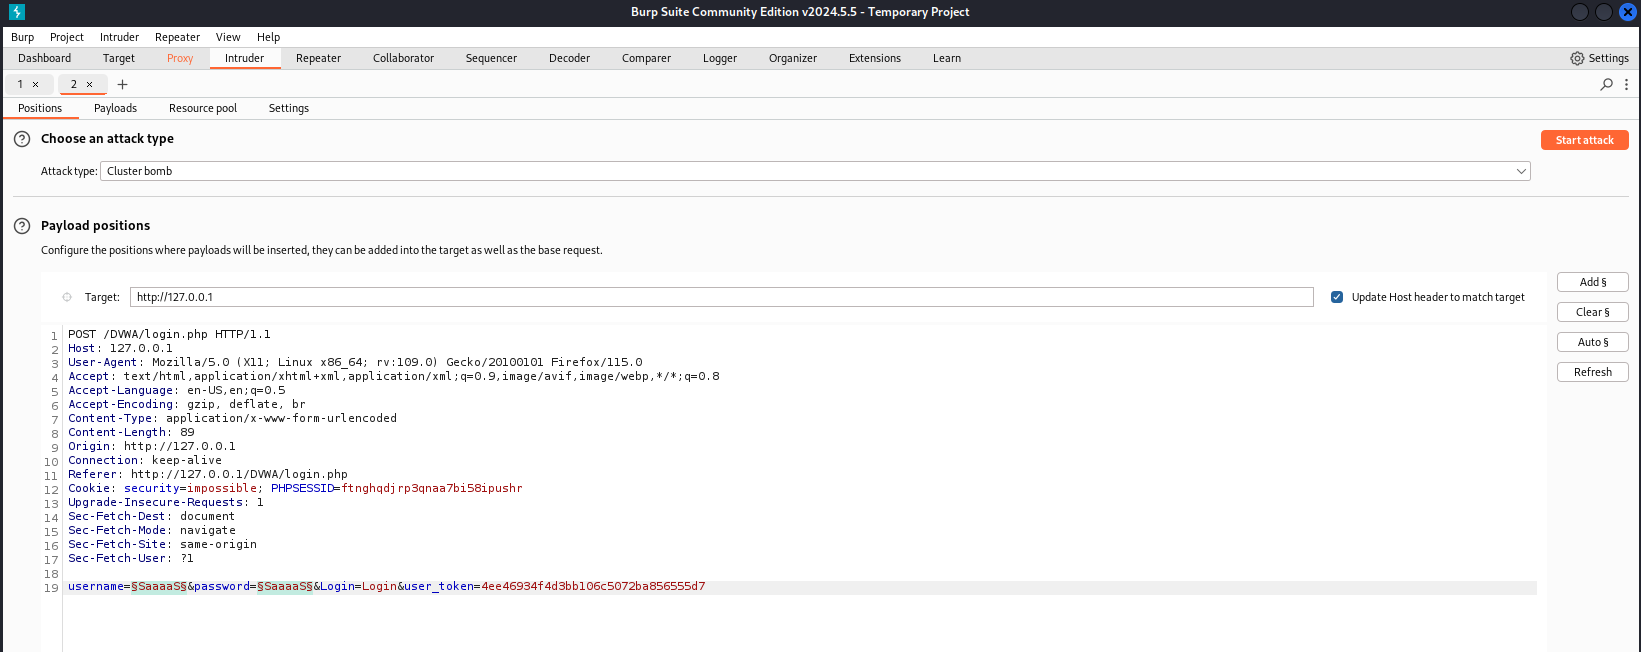 Burp Suite Community Edition v2024.5.5 - Temporary Project
Burp Project Intruder Repeater View Help
Dashboard Target Proxy Intruder Repeater Collaborator Sequencer Decoder Comparer Logger Organizer Extensions Learn Settings
1 × 2 × +
Positions Payloads Resource pool Settings
? Choose an attack type
Start attack
Attack type: Cluster bomb
? Payload positions
Configure the positions where payloads will be inserted, they can be added into the target as well as the base request.
Target: http://127.0.0.1 Update Host header to match target
Add §
Clear §
Auto §
Refresh
1 POST /DVWA/login.php HTTP/1.1
2 Host: 127.0.0.1
3 User-Agent: Mozilla/5.0 (X11; Linux x86_64; rv:109.0) Gecko/20100101 Firefox/115.0
4 Accept: text/html,application/xhtml+xml,application/xml;q=0.9,image/avif,image/webp,*/*;q=0.8
5 Accept-Language: en-US,en;q=0.5
6 Accept-Encoding: gzip, deflate, br
7 Content-Type: application/x-www-form-urlencoded
8 Content-Length: 89
9 Origin: http://127.0.0.1
10 Connection: keep-alive
11 Referer: http://127.0.0.1/DVWA/login.php
12 Cookie: security=impossible; PHPSESSID=ftnghqdjrp3qnaa7bi58ipushr
13 Upgrade-Insecure-Requests: 1
14 Sec-Fetch-Dest: document
15 Sec-Fetch-Mode: navigate
16 Sec-Fetch-Site: same-origin
17 Sec-Fetch-User: ?1
18
19 username=§SaaaaS§&password=§SaaaaS§&Login=Login&user_token=4ee46934f4d3bb106c5072ba856555d7